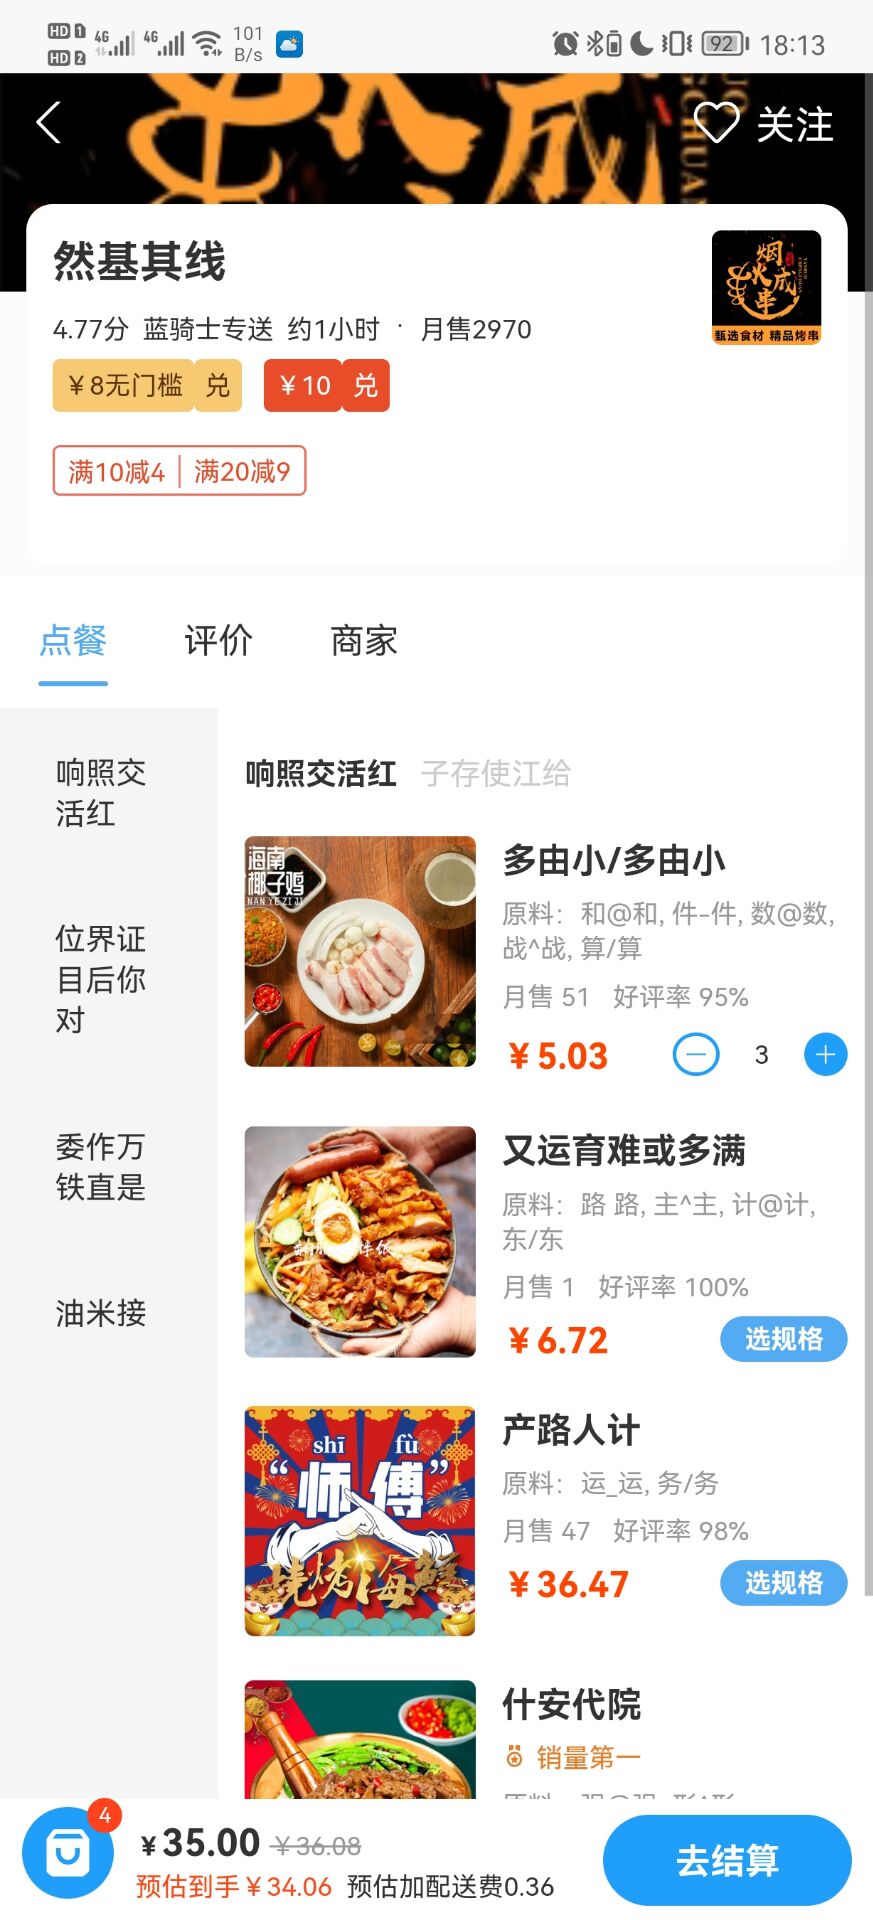 HD 1 4G 4G 101 B/s 92 18:13
HD 2
关注
然基其线
4.77分 蓝骑士专送 约1小时 · 月售2970
¥8无门槛 兑 ¥10 兑
满10减4 满20减9
烟火成串
甄选食材 精品烤串
点餐 评价 商家
响照交
活红
位界证
目后你
对
委作万
铁直是
油米接
响照交活红 子存使江给
海南
椰子鸡
NAN YE ZI JI
多由小/多由小
原料：和@和, 件-件, 数@数,
战^战, 算/算
月售 51 好评率 95%
¥5.03 3
又运育难或多满
原料：路 路, 主^主, 计@计,
东/东
月售 1 好评率 100%
¥6.72 选规格
shī fù
“师傅”
烧烤海鲜
产路人计
原料：运_运, 务/务
月售 47 好评率 98%
¥36.47 选规格
什安代院
销量第一
4
¥35.00 ¥36.08
预估到手¥34.06 预估加配送费0.36
去结算